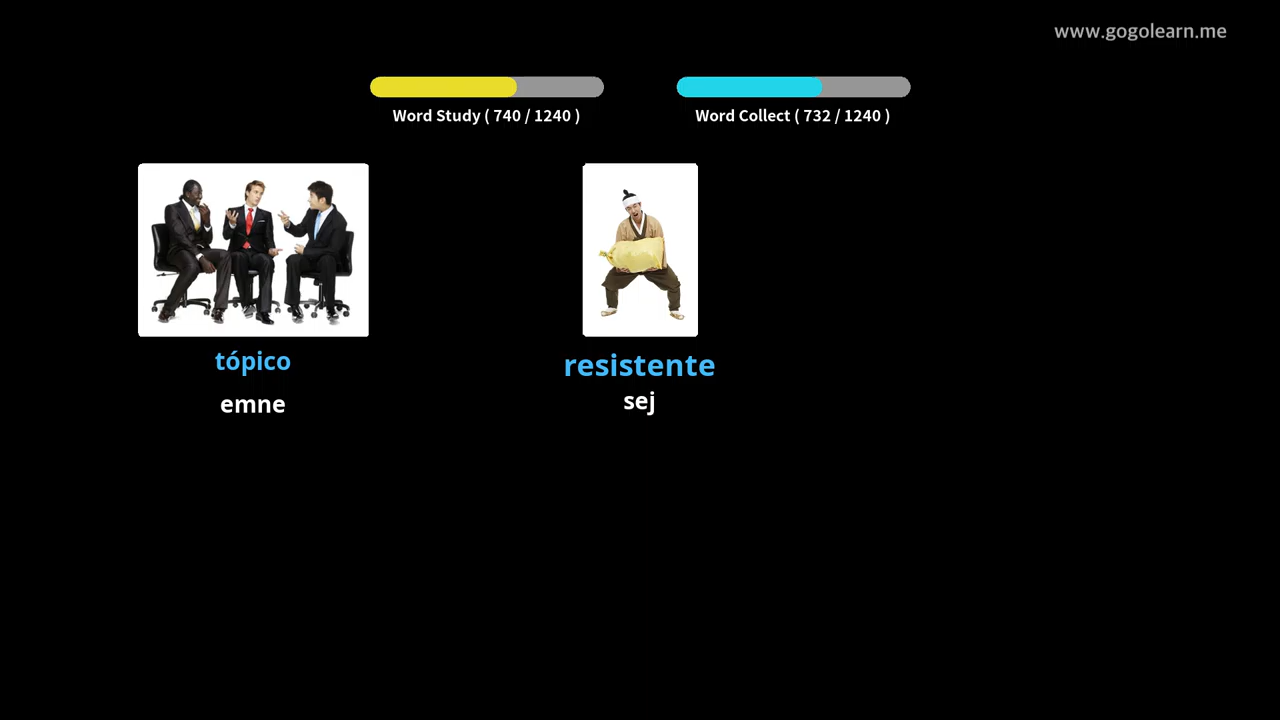 www.gogolearn.me
Word Study ( 740 / 1240 )
Word Collect ( 732 / 1240 )
tópico
emne
resistente
sej